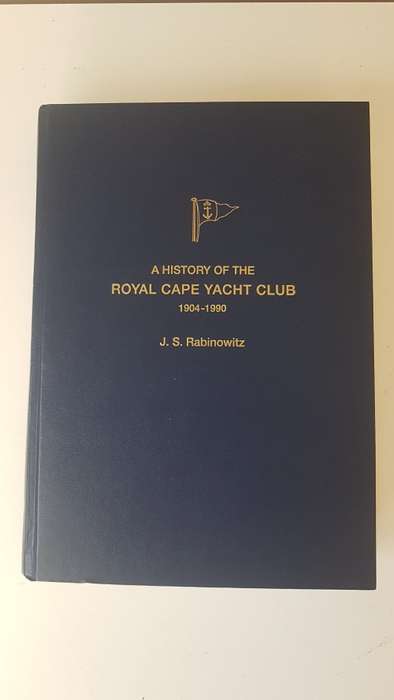 A HISTORY OF THE
ROYAL CAPE YACHT CLUB
1904-1990
J. S. Rabinowitz